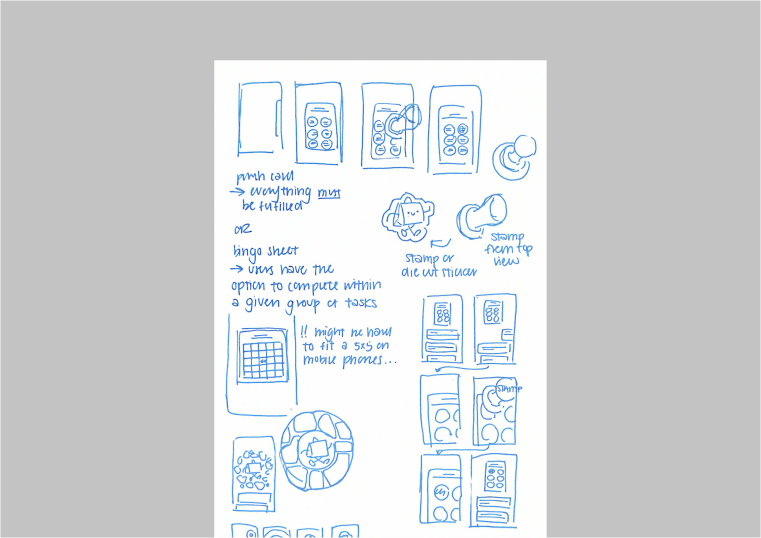 punch card
→ everything must
be fulfilled
OR
bingo sheet
→ users have the
option to complete within
a given group of tasks
!! might be hard
to fit a 5x5 on
mobile phones...
stamp or
die cut sticker
stamp
from top
view
STAMP